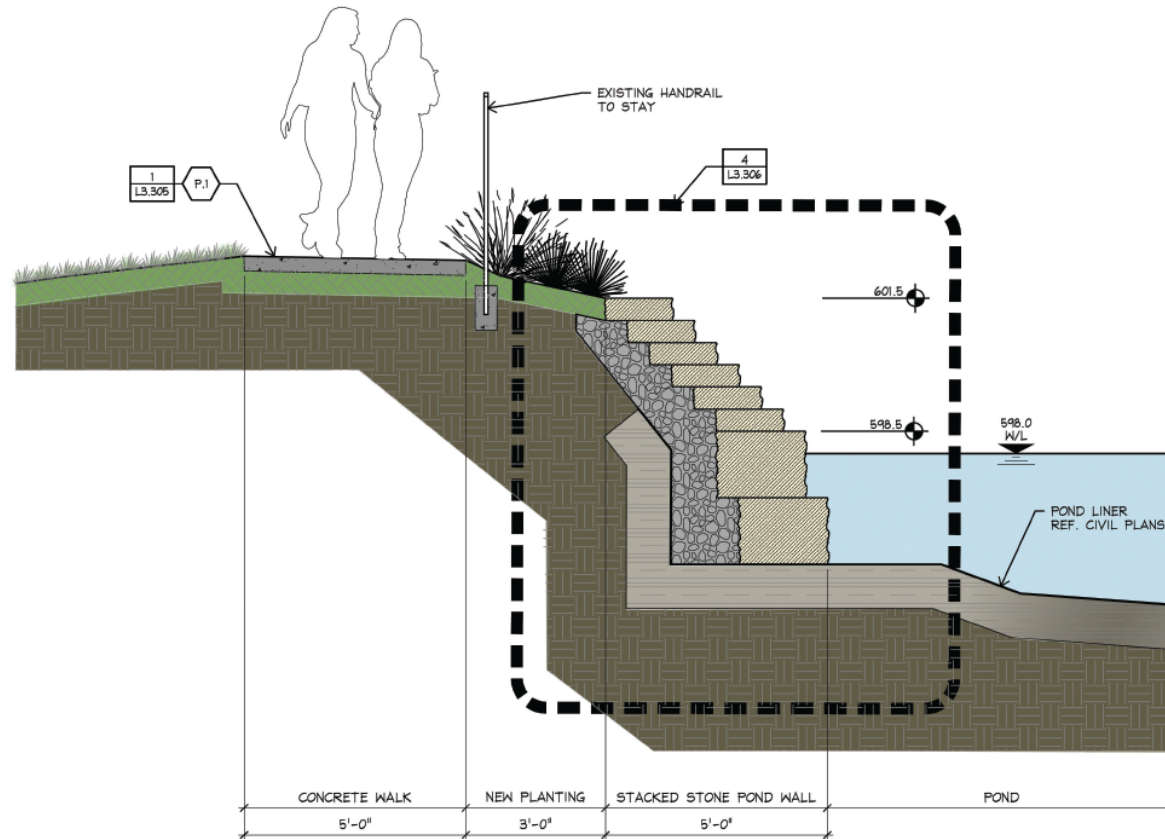 EXISTING HANDRAIL
TO STAY
1
L3.305
P.1
4
L3.306
601.5
598.5
598.0
W/L
POND LINER
REF. CIVIL PLANS
CONCRETE WALK
NEW PLANTING
STACKED STONE POND WALL
POND
5'-0"
3'-0"
5'-0"